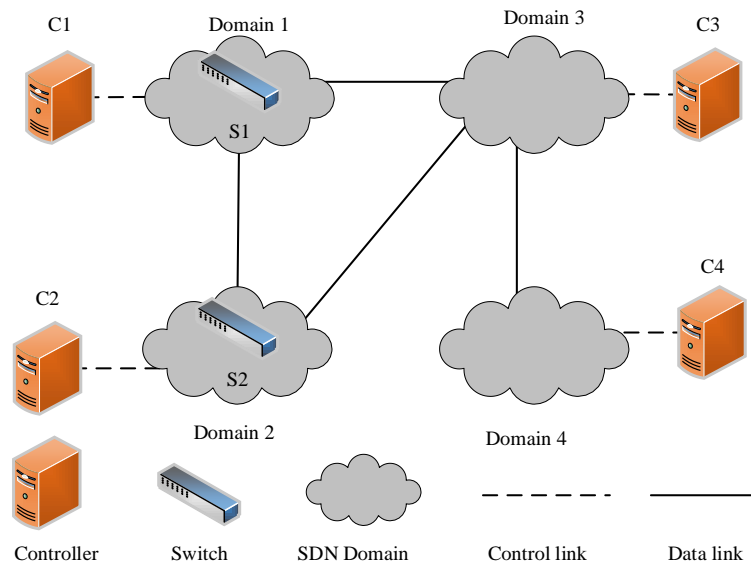 C1
Domain 1
Domain 3
C3
S1
C2
C4
S2
Domain 2
Domain 4
Controller
Switch
SDN Domain
Control link
Data link